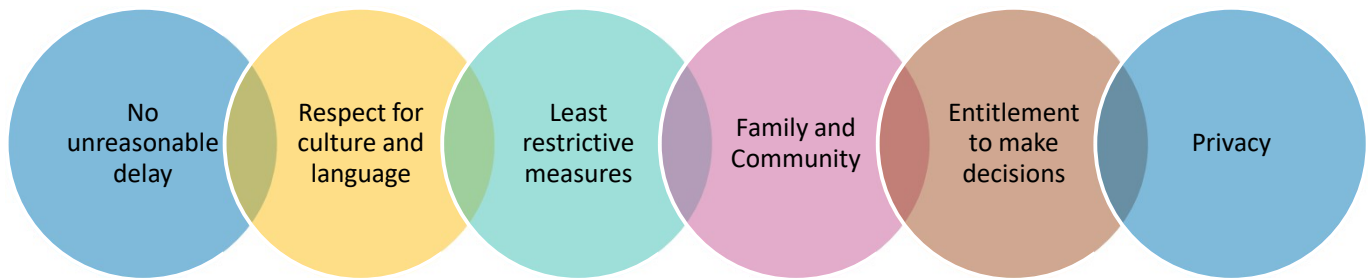 No
unreasonable
delay
Respect for
culture and
language
Least
restrictive
measures
Family and
Community
Entitlement
to make
decisions
Privacy